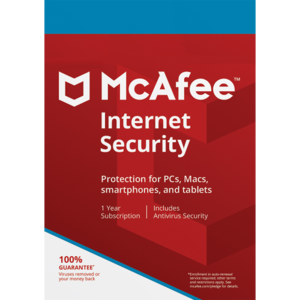 McAfee™
Internet
Security
Protection for PCs, Macs,
smartphones, and tablets
1 Year
Subscription
Includes
Antivirus Security
100%
GUARANTEE*
Viruses removed or
your money back
*Enrollment in auto-renewal
service required; other terms
and restrictions apply. See
mcafee.com/pledge for details.